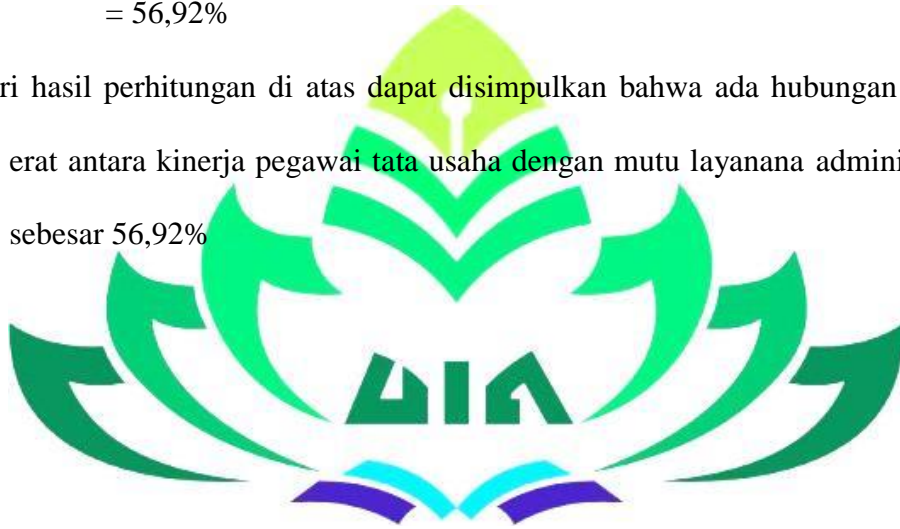 = 56,92%
ri hasil perhitungan di atas dapat disimpulkan bahwa ada hubungan
erat antara kinerja pegawai tata usaha dengan mutu layanana admini
sebesar 56,92%
UIN